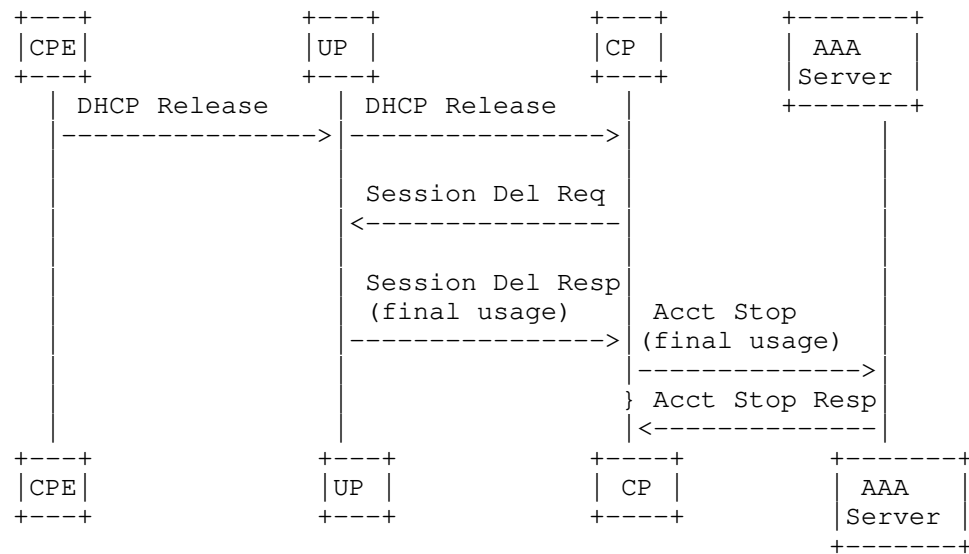 CPE UP CP AAA
Server
DHCP Release DHCP Release
Session Del Req
Session Del Resp
(final usage) Acct Stop
(final usage)
} Acct Stop Resp
CPE UP CP AAA
Server